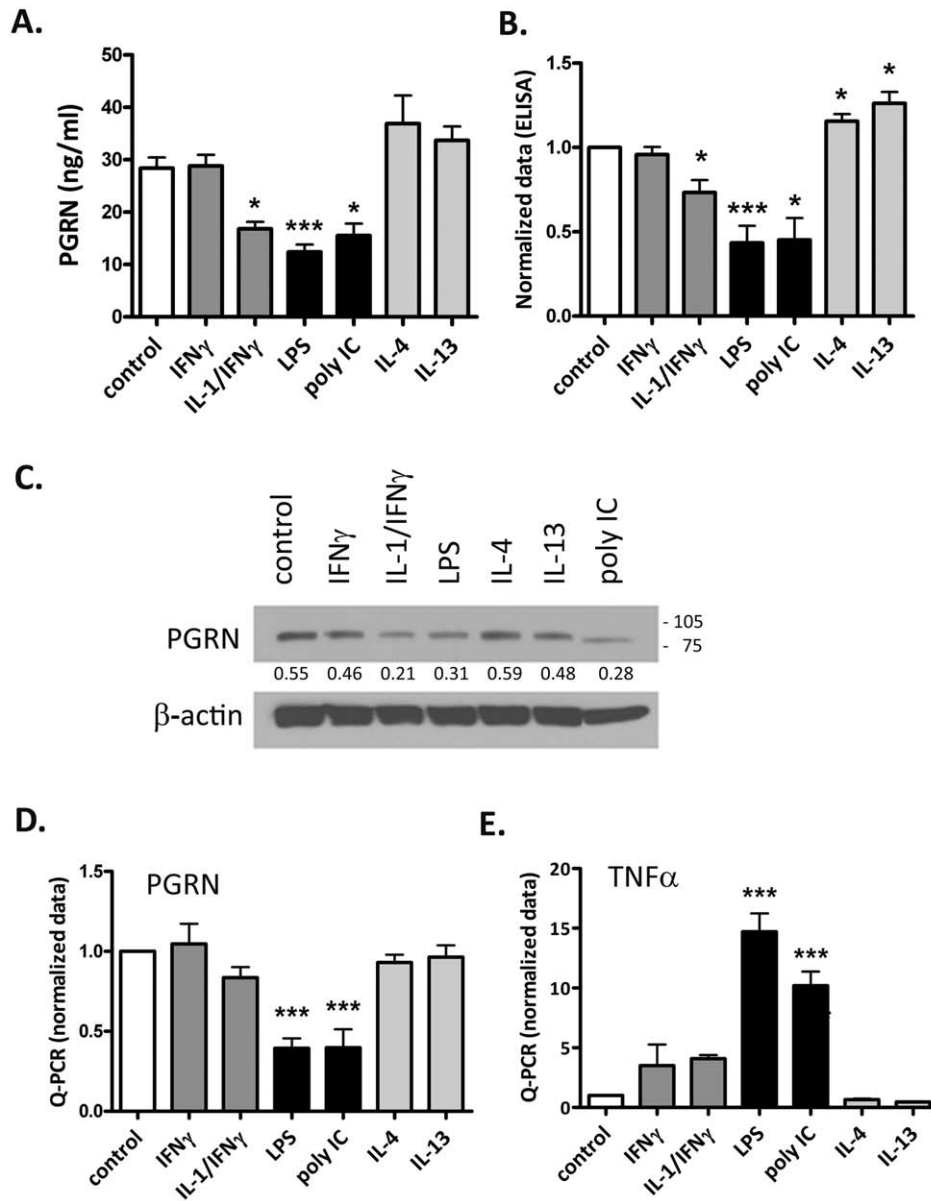 A.
PGRN (ng/ml)
50
40
30
20
10
0
*
***
*
control
IFNγ
IL-1/IFNγ
LPS
poly IC
IL-4
IL-13
B.
Normalized data (ELISA)
1.5
1.0
0.5
0.0
*
***
*
*
*
control
IFNγ
IL-1/IFNγ
LPS
poly IC
IL-4
IL-13
C.
control
IFNγ
IL-1/IFNγ
LPS
IL-4
IL-13
poly IC
PGRN
- 105
- 75
0.55 0.46 0.21 0.31 0.59 0.48 0.28
β-actin
D.
PGRN
Q-PCR (normalized data)
1.5
1.0
0.5
0.0
***
***
control
IFNγ
IL-1/IFNγ
LPS
poly IC
IL-4
IL-13
E.
TNFα
Q-PCR (normalized data)
20
15
10
5
0
***
***
control
IFNγ
IL-1/IFNγ
LPS
poly IC
IL-4
IL-13